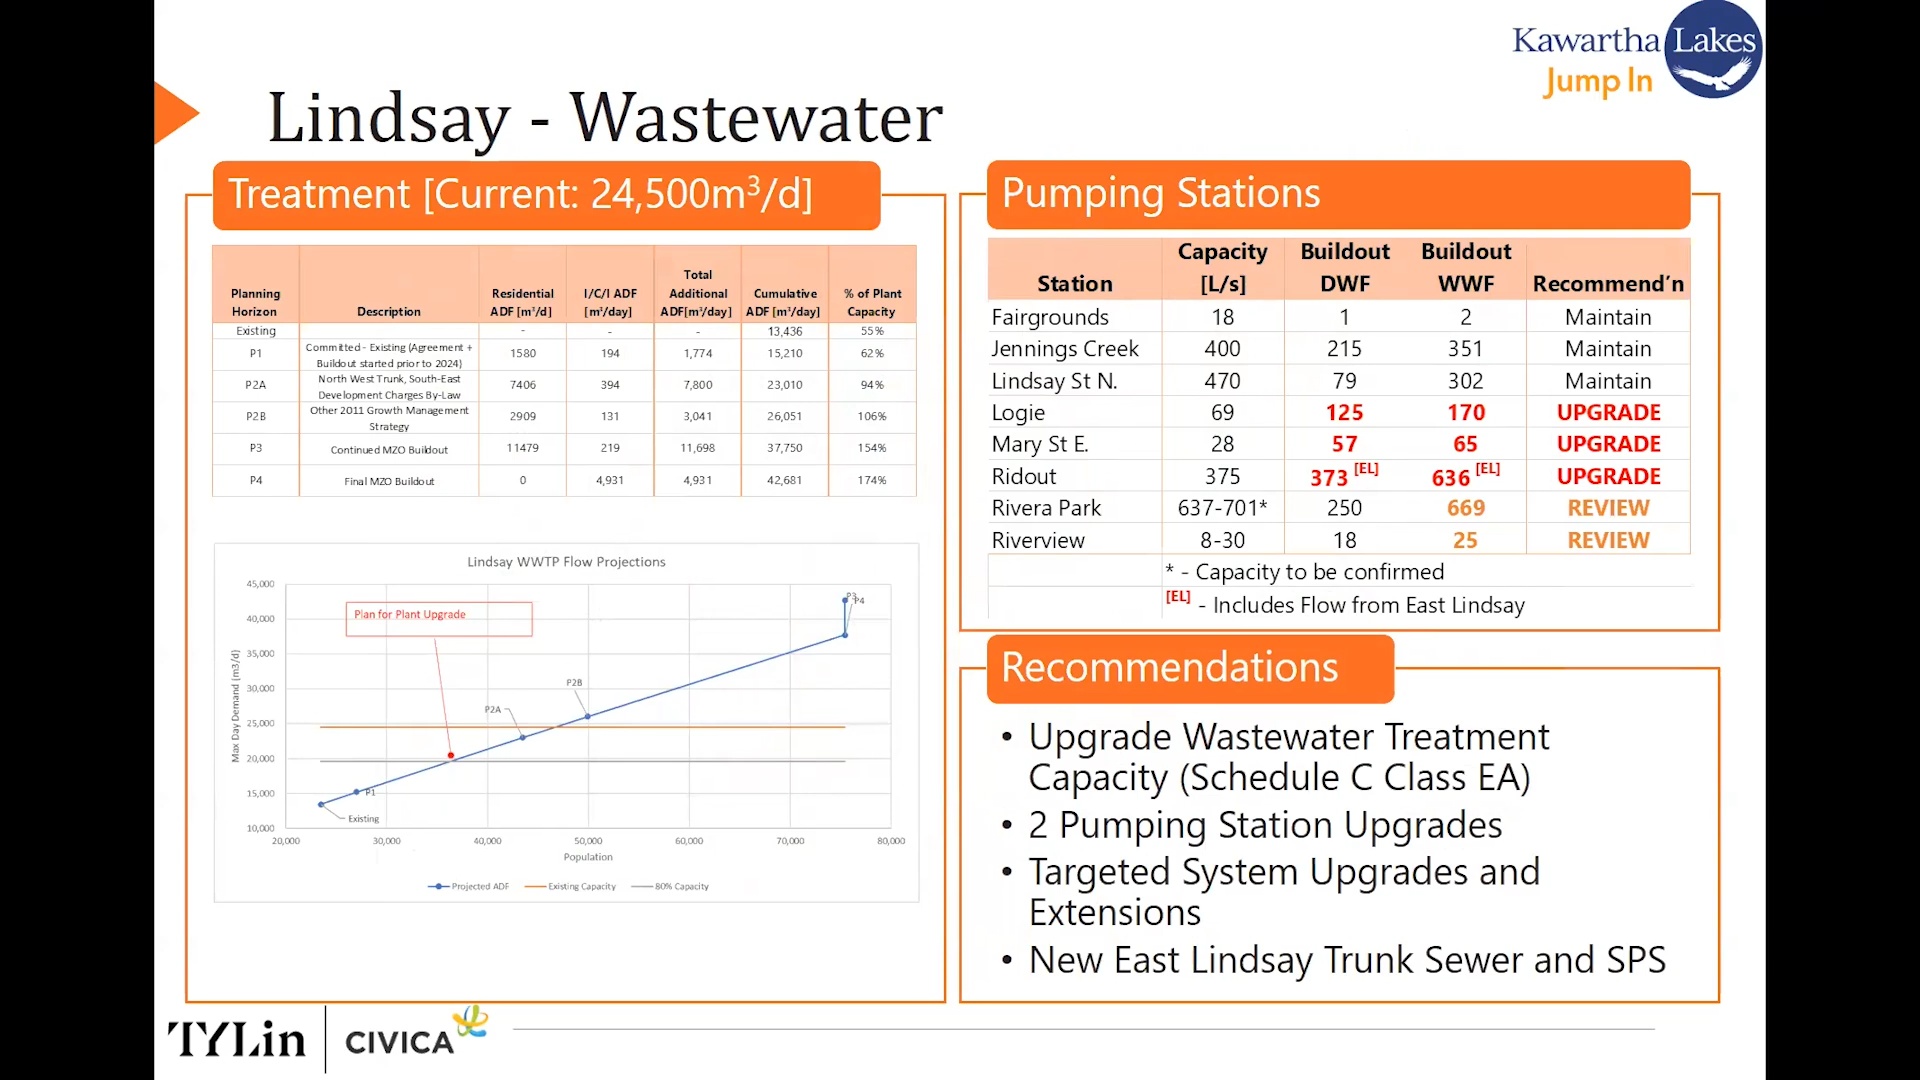 Kawartha Lakes
Jump In
Lindsay - Wastewater
Treatment [Current: 24,500m³/d]
Planning Horizon | Description | Residential ADF [m³/d] | I/C/I ADF [m³/day] | Total Additional ADF[m³/day] | Cumulative ADF [m³/day] | % of Plant Capacity
Existing | | - | - | - | 13,436 | 55%
P1 | Committed - Existing (Agreement + Buildout started prior to 2024) | 1580 | 194 | 1,774 | 15,210 | 62%
P2A | North West Trunk, South-East Development Charges By-Law | 7406 | 394 | 7,800 | 23,010 | 94%
P2B | Other 2011 Growth Management Strategy | 2909 | 131 | 3,041 | 26,051 | 106%
P3 | Continued MZO Buildout | 11479 | 219 | 11,698 | 37,750 | 154%
P4 | Final MZO Buildout | 0 | 4,931 | 4,931 | 42,681 | 174%
Lindsay WWTP Flow Projections
Plan for Plant Upgrade
Max Day Demand (m3/d)
45,000
40,000
35,000
30,000
25,000
20,000
15,000
10,000
P3
P4
P2B
P2A
P1
Existing
20,000 30,000 40,000 50,000 60,000 70,000 80,000
Population
Projected ADF Existing Capacity 80% Capacity
Pumping Stations
Station | Capacity [L/s] | Buildout DWF | Buildout WWF | Recommend'n
Fairgrounds | 18 | 1 | 2 | Maintain
Jennings Creek | 400 | 215 | 351 | Maintain
Lindsay St N. | 470 | 79 | 302 | Maintain
Logie | 69 | 125 | 170 | UPGRADE
Mary St E. | 28 | 57 | 65 | UPGRADE
Ridout | 375 | 373 [EL] | 636 [EL] | UPGRADE
Rivera Park | 637-701* | 250 | 669 | REVIEW
Riverview | 8-30 | 18 | 25 | REVIEW
* - Capacity to be confirmed
[EL] - Includes Flow from East Lindsay
Recommendations
• Upgrade Wastewater Treatment
Capacity (Schedule C Class EA)
• 2 Pumping Station Upgrades
• Targeted System Upgrades and
Extensions
• New East Lindsay Trunk Sewer and SPS
TYLin
CIVICA